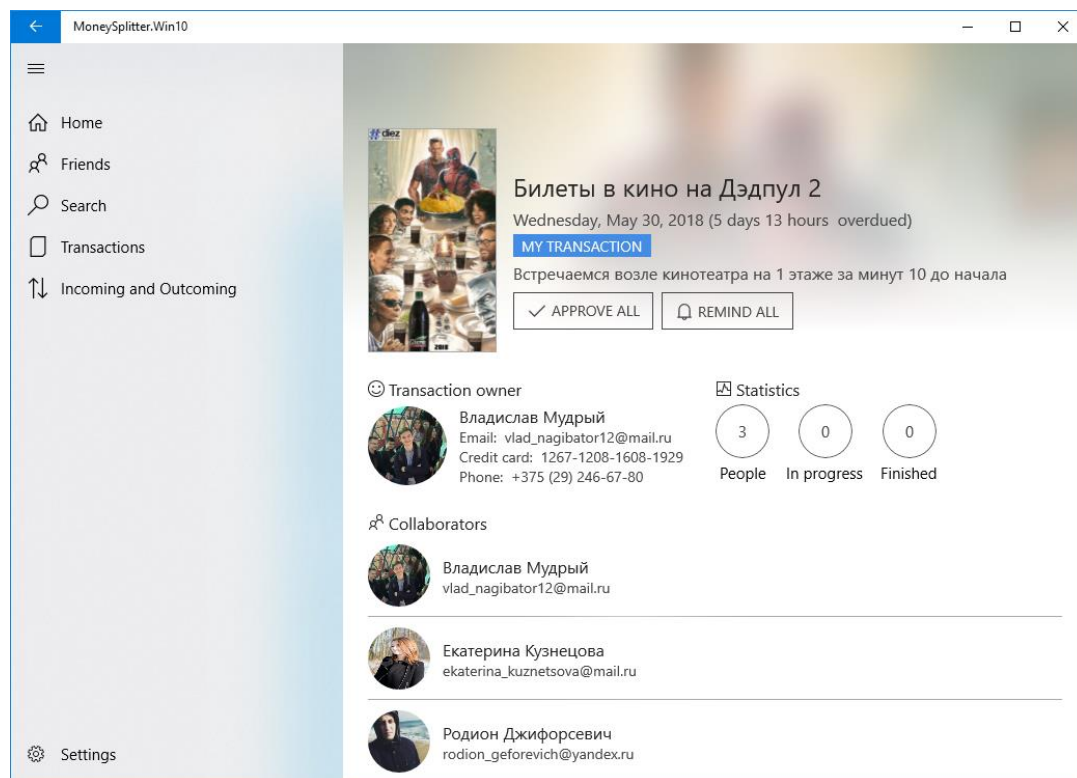 MoneySplitter.Win10
Home
Friends
Search
Transactions
Incoming and Outcoming
Settings
#diez
2018
Билеты в кино на Дэдпул 2
Wednesday, May 30, 2018 (5 days 13 hours overdued)
MY TRANSACTION
Встречаемся возле кинотеатра на 1 этаже за минут 10 до начала
APPROVE ALL
REMIND ALL
Transaction owner
Владислав Мудрый
Email: vlad_nagibator12@mail.ru
Credit card: 1267-1208-1608-1929
Phone: +375 (29) 246-67-80
Statistics
3
0
0
People
In progress
Finished
Collaborators
Владислав Мудрый
vlad_nagibator12@mail.ru
Екатерина Кузнецова
ekaterina_kuznetsova@mail.ru
Родион Джифорсевич
rodion_geforevich@yandex.ru